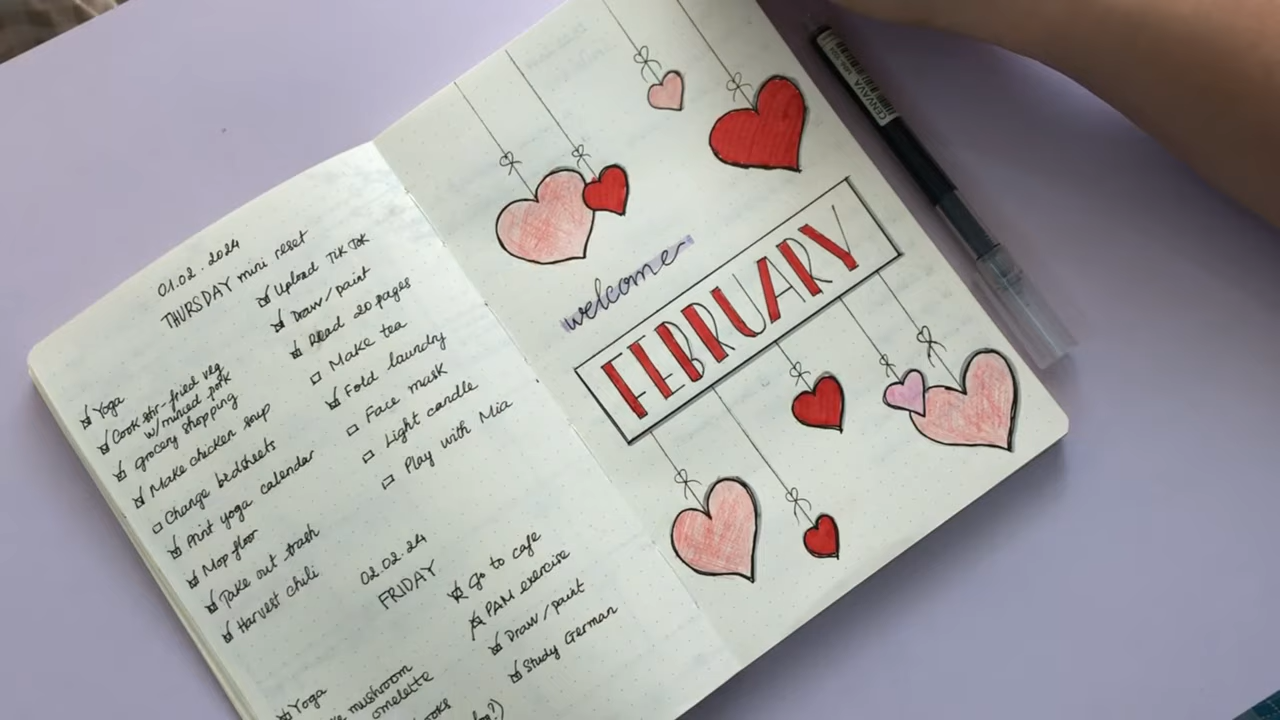 01.02.2024
THURSDAY mini reset
Yoga
Cook stir-fried veg
w/ minced pork
grocery shopping
Make chicken soup
Change bedsheets
Print yoga calendar
Mop floor
Take out trash
Harvest chili
Upload TikTok
Draw/paint
Read 20 pages
Make tea
Fold laundry
Face mask
Light candle
Play with Mia
02.02.24
FRIDAY
Yoga
mushroom
omelette
Go to cafe
PAM exercise
Draw/paint
Study German
welcome
FEBRUARY
CENVAVA